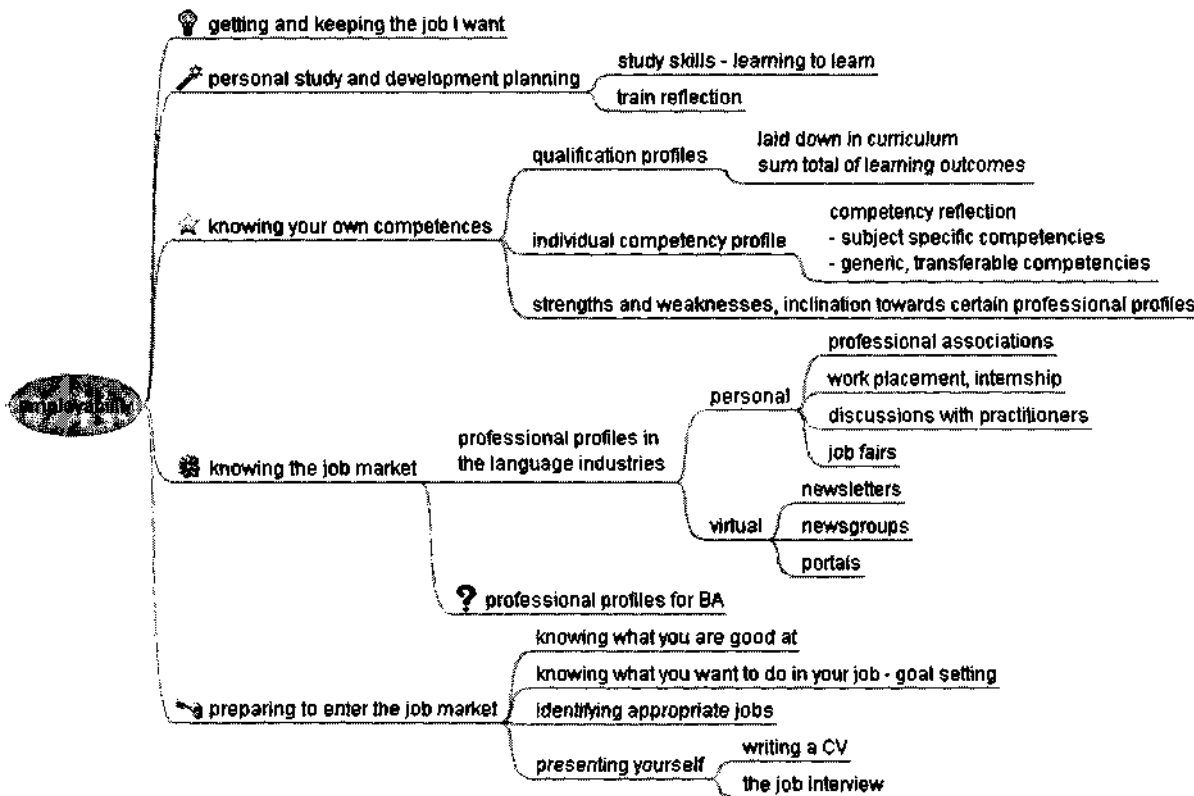 getting and keeping the job I want
personal study and development planning
study skills - learning to learn
train reflection
knowing your own competences
qualification profiles
laid down in curriculum
sum total of learning outcomes
individual competency profile
competency reflection
- subject specific competencies
- generic, transferable competencies
strengths and weaknesses, inclination towards certain professional profiles
employability
knowing the job market
professional profiles in
the language industries
personal
professional associations
work placement, internship
discussions with practitioners
job fairs
virtual
newsletters
newsgroups
portals
? professional profiles for BA
preparing to enter the job market
knowing what you are good at
knowing what you want to do in your job - goal setting
identifying appropriate jobs
presenting yourself
writing a CV
the job interview